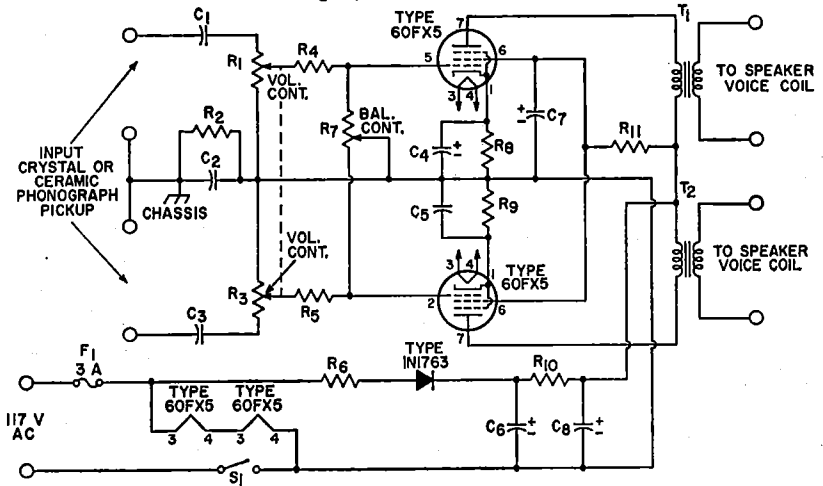 TYPE
60FX5
T1
C1
R1
VOL.
CONT.
R4
5
7
6
3
4
1
R2
R7
BAL.
CONT.
C7
R11
TO SPEAKER
VOICE COIL
INPUT
CRYSTAL OR
CERAMIC
PHONOGRAPH
PICKUP
C2
CHASSIS
C4
R8
C5
R9
T2
VOL.
CONT.
R3
R5
C3
3
4
1
TYPE
60FX5
2
6
7
TO SPEAKER
VOICE COIL
F1
3 A
117 V
AC
TYPE
60FX5
TYPE
60FX5
3 4 3 4
S1
R6
TYPE
1N1763
R10
C6
C8